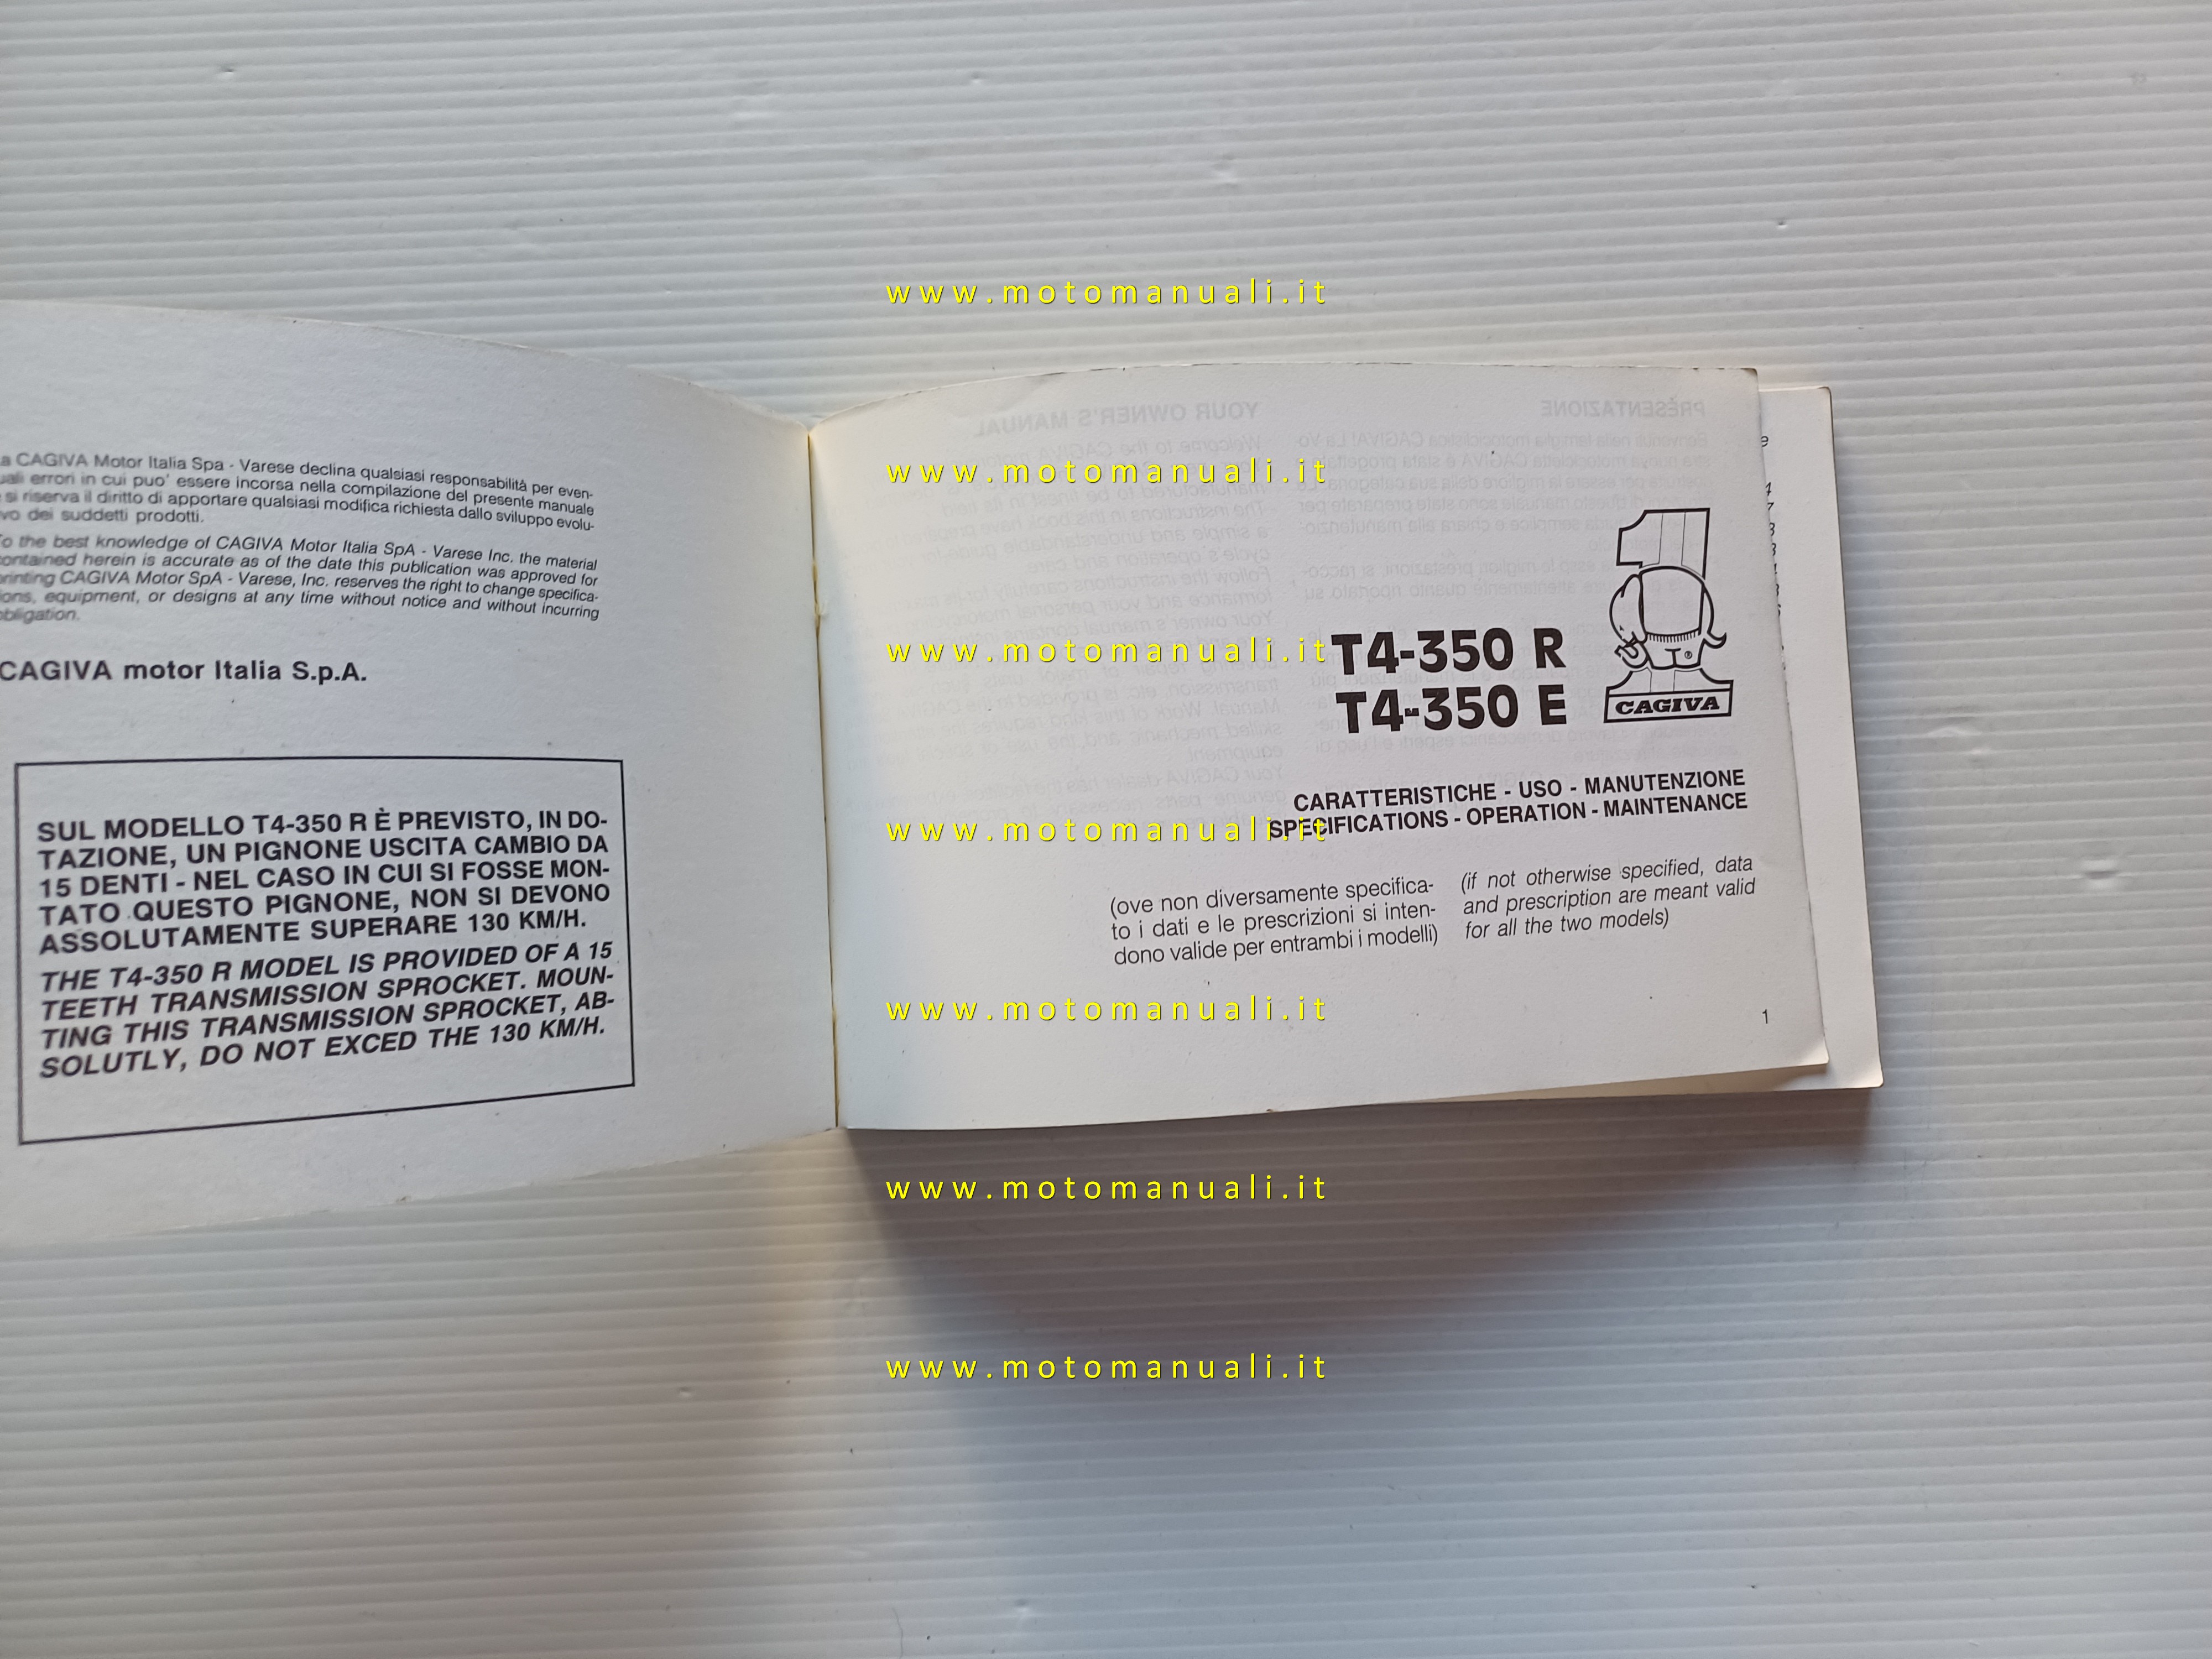 a CAGIVA Motor Italia Spa - Varese declina qualsiasi responsabilità per even-
uali errori in cui puo' essere incorsa nella compilazione del presente manuale
si riserva il diritto di apportare qualsiasi modifica richiesta dallo sviluppo evolu-
vo dei suddetti prodotti.
To the best knowledge of CAGIVA Motor Italia SpA - Varese Inc. the material
contained herein is accurate as of the date this publication was approved for
printing CAGIVA Motor SpA - Varese, Inc. reserves the right to change specifica-
ions, equipment, or designs at any time without notice and without incurring
obligation.
CAGIVA motor Italia S.p.A.
SUL MODELLO T4-350 R È PREVISTO, IN DO-
TAZIONE, UN PIGNONE USCITA CAMBIO DA
15 DENTI - NEL CASO IN CUI SI FOSSE MON-
TATO QUESTO PIGNONE, NON SI DEVONO
ASSOLUTAMENTE SUPERARE 130 KM/H.
THE T4-350 R MODEL IS PROVIDED OF A 15
TEETH TRANSMISSION SPROCKET. MOUN-
TING THIS TRANSMISSION SPROCKET, AB-
SOLUTLY, DO NOT EXCED THE 130 KM/H.
T4-350 R
T4-350 E
1
CAGIVA
CARATTERISTICHE - USO - MANUTENZIONE
SPECIFICATIONS - OPERATION - MAINTENANCE
(ove non diversamente specifica-
to i dati e le prescrizioni si inten-
dono valide per entrambi i modelli)
(if not otherwise specified, data
and prescription are meant valid
for all the two models)
1
www.motomanuali.it
www.motomanuali.it
www.motomanuali.it
www.motomanuali.it
www.motomanuali.it
www.motomanuali.it
www.motomanuali.it